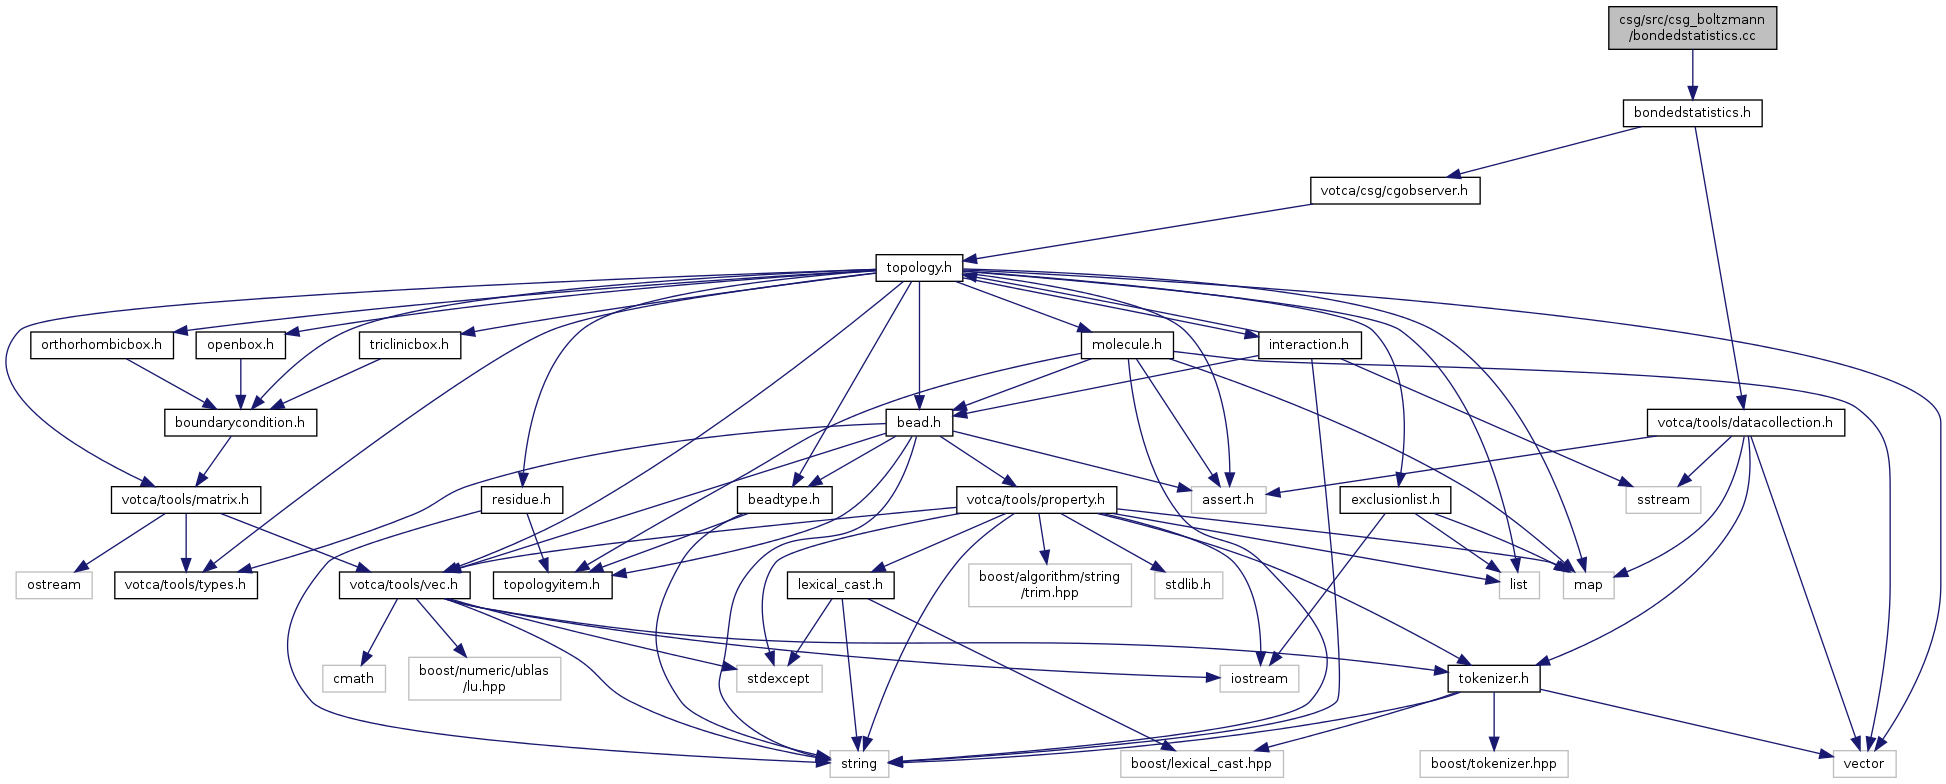 csg/src/csg_boltzmann
/bondedstatistics.cc
bondedstatistics.h
votca/csg/cgobserver.h
topology.h
orthorhombicbox.h
openbox.h
triclinicbox.h
molecule.h
interaction.h
boundarycondition.h
bead.h
votca/tools/datacollection.h
votca/tools/matrix.h
residue.h
beadtype.h
votca/tools/property.h
assert.h
exclusionlist.h
sstream
ostream
votca/tools/types.h
votca/tools/vec.h
topologyitem.h
lexical_cast.h
boost/algorithm/string
/trim.hpp
stdlib.h
list
map
cmath
boost/numeric/ublas
/lu.hpp
stdexcept
iostream
tokenizer.h
string
boost/lexical_cast.hpp
boost/tokenizer.hpp
vector